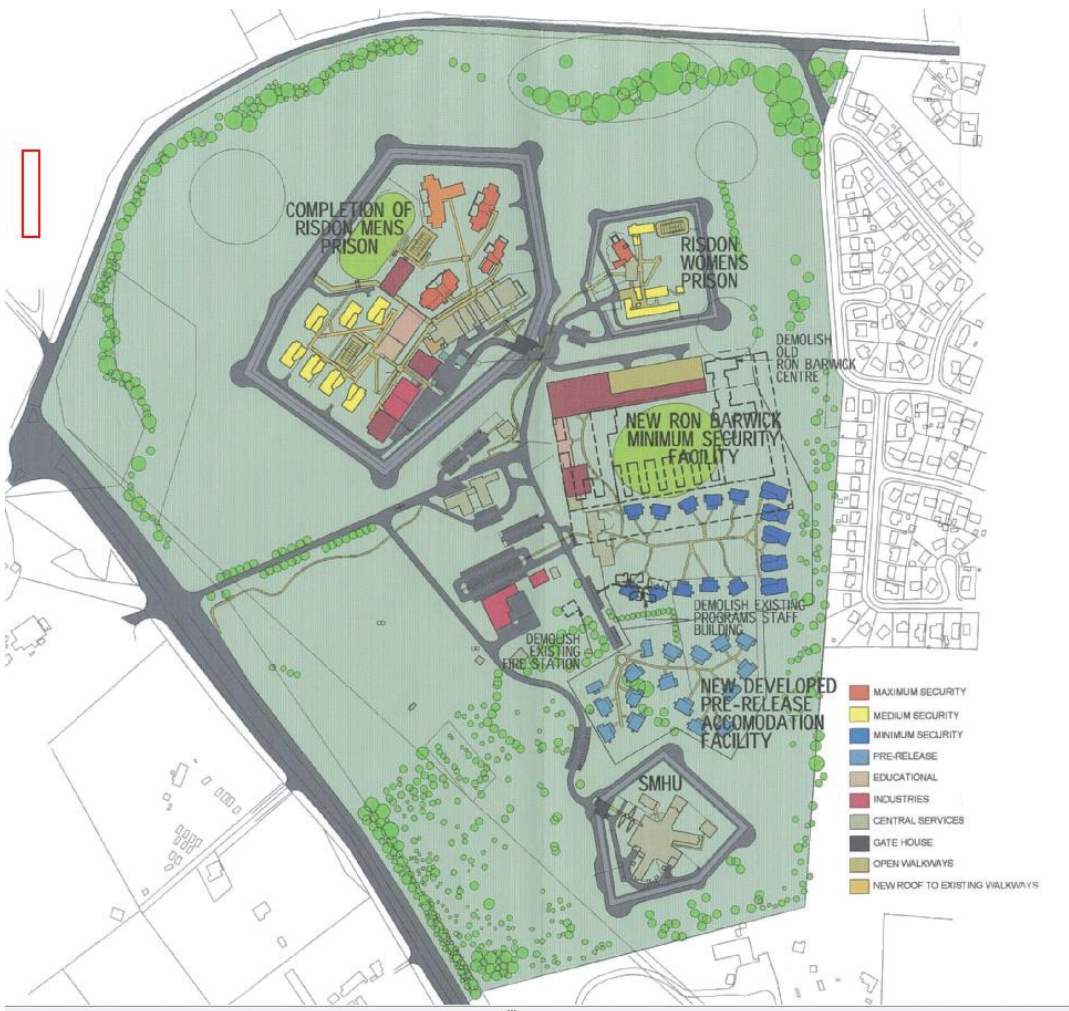 COMPLETION OF
RISDON MENS
PRISON
RISDON
WOMENS
PRISON
DEMOLISH
OLD
RON BARWICK
CENTRE
NEW RON BARWICK
MINIMUM SECURITY
FACILITY
DEMOLISH EXISTING
PROGRAMS STAFF
BUILDING
DEMOLISH
EXISTING
FIRE STATION
NEW DEVELOPED
PRE-RELEASE
ACCOMODATION
FACILITY
SMHU
MAXIMUM SECURITY
MEDIUM SECURITY
MINIMUM SECURITY
PRE-RELEASE
EDUCATIONAL
INDUSTRIES
CENTRAL SERVICES
GATE HOUSE
OPEN WALKWAYS
NEW ROOF TO EXISTING WALKWAYS